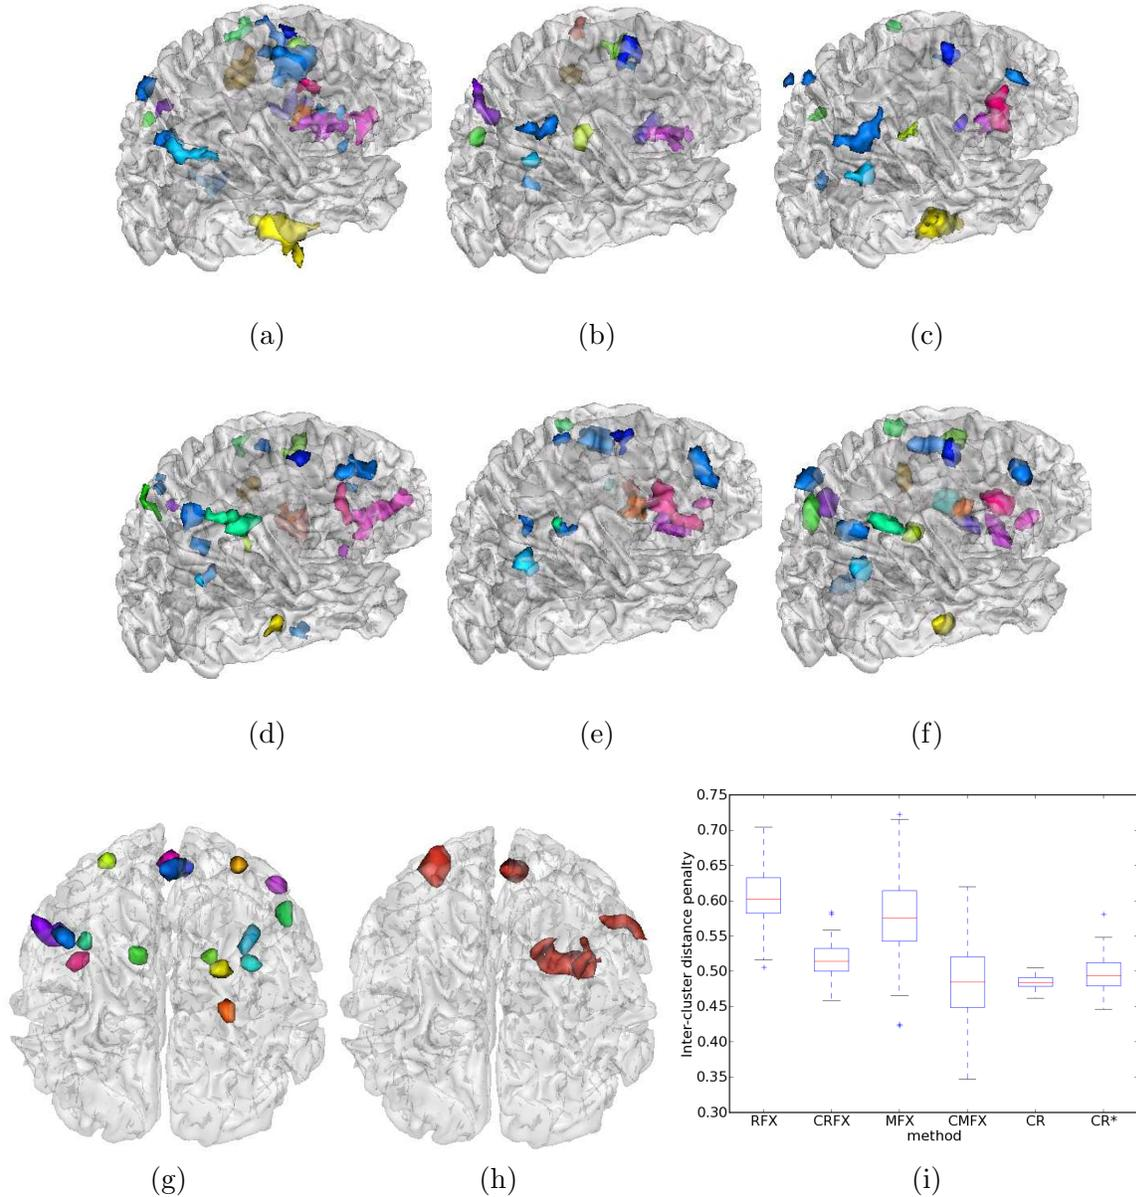 (a) (b) (c)
(d) (e) (f)
0.75
0.70
0.65
0.60
0.55
0.50
0.45
0.40
0.35
0.30
Inter-cluster distance penalty
RFX CRFX MFX CMFX CR CR*
method
(g) (h) (i)